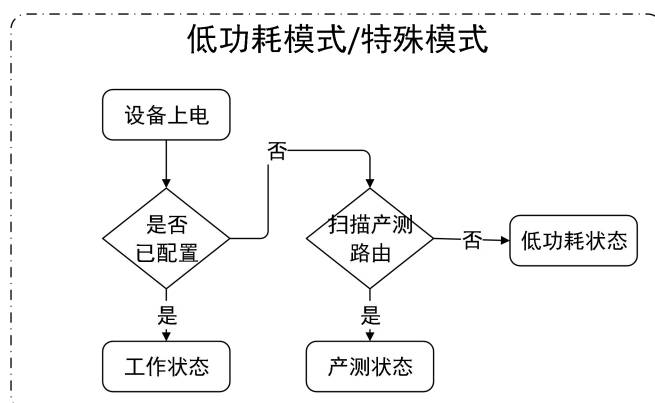 低功耗模式/特殊模式
设备上电
否
是否
已配置
扫描产测
路由
否
低功耗状态
是
是
工作状态
产测状态